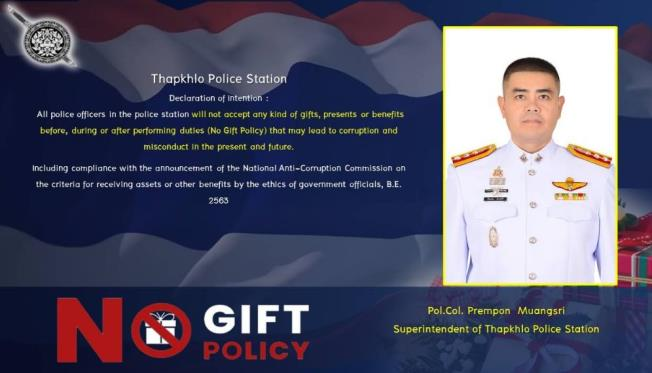 Thapkhlo Police Station
Declaration of intention :
All police officers in the police station will not accept any kind of gifts, presents or benefits
before, during or after performing duties (No Gift Policy) that may lead to corruption and
misconduct in the present and future.
Including compliance with the announcement of the National Anti-Corruption Commission on
the criteria for receiving assets or other benefits by the ethics of government officials, B.E.
2563
NO GIFT
POLICY
Pol.Col. Prempon Muangsri
Superintendent of Thapkhlo Police Station